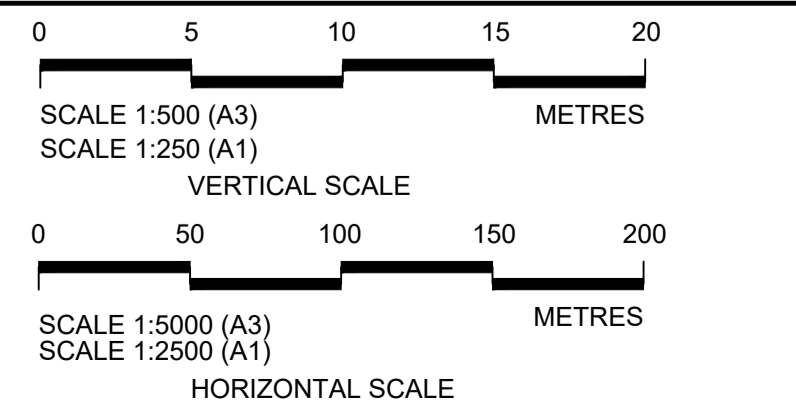 0 5 10 15 20
SCALE 1:500 (A3) METRES
SCALE 1:250 (A1)
VERTICAL SCALE
0 50 100 150 200
SCALE 1:5000 (A3) METRES
SCALE 1:2500 (A1)
HORIZONTAL SCALE